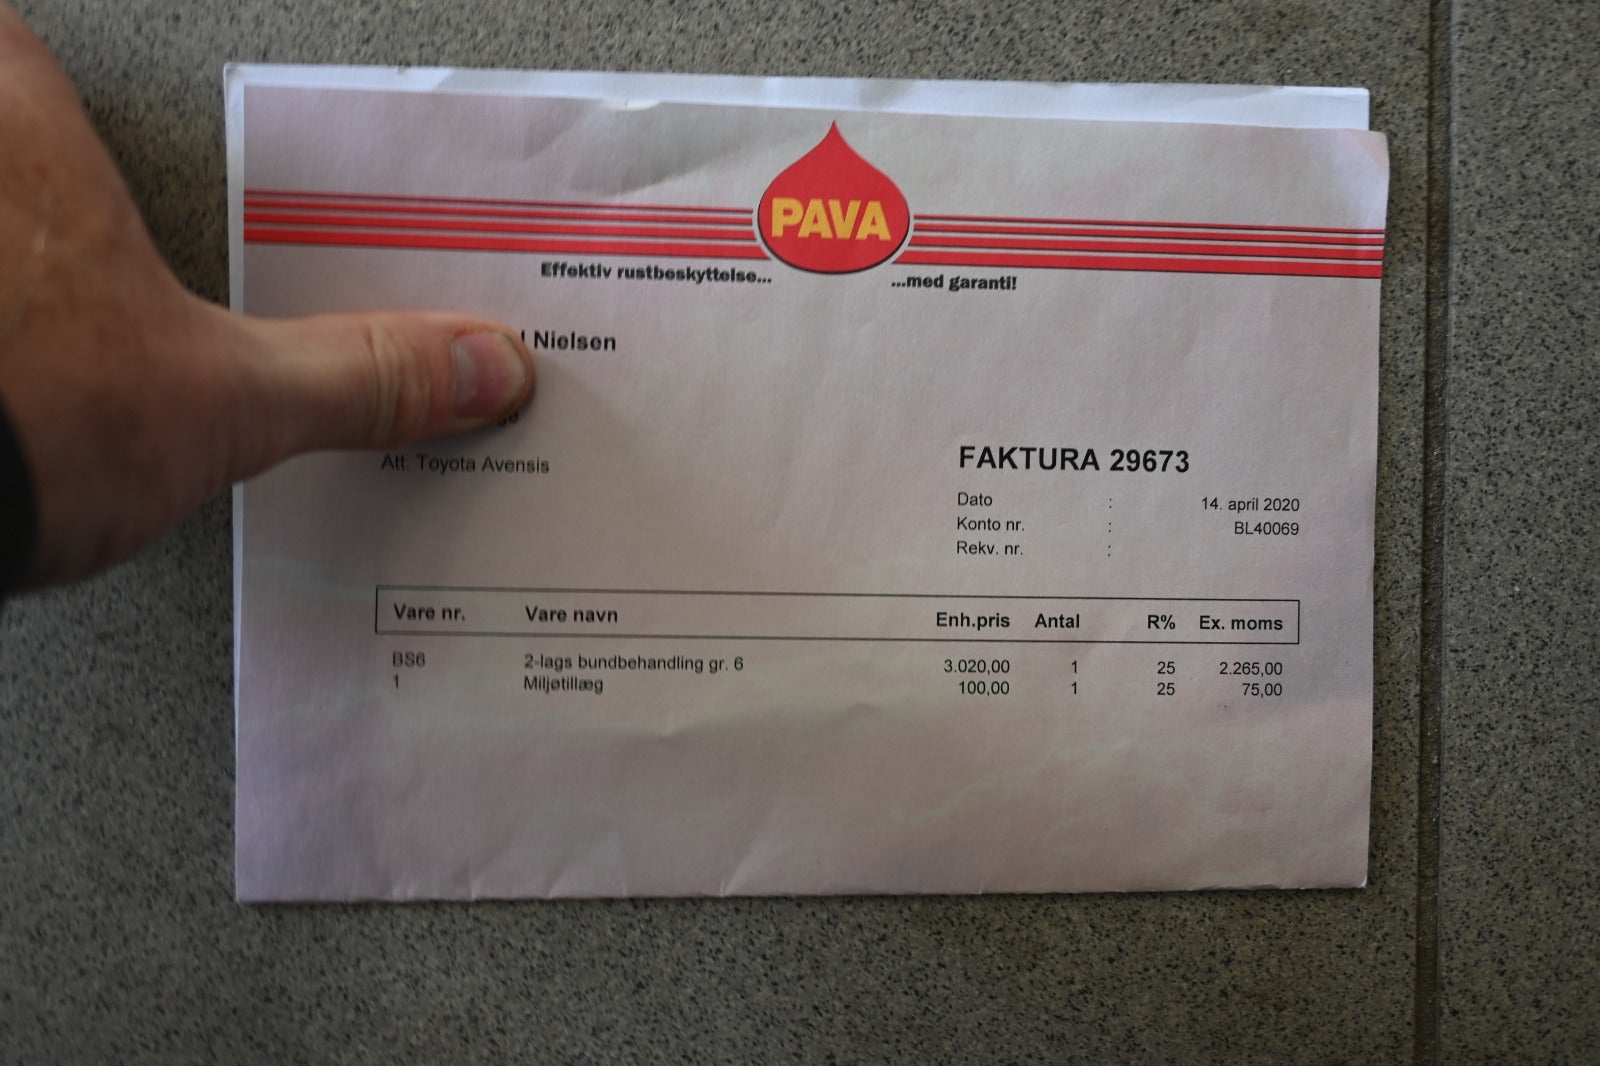 PAVA
Effektiv rustbeskyttelse... ...med garanti!
Nielsen
Att. Toyota Avensis
FAKTURA 29673
Dato : 14. april 2020
Konto nr. : BL40069
Rekv. nr. :
Vare nr. Vare navn Enh.pris Antal R% Ex. moms
BS6 2-lags bundbehandling gr. 6 3.020,00 1 25 2.265,00
1 Miljøtillæg 100,00 1 25 75,00